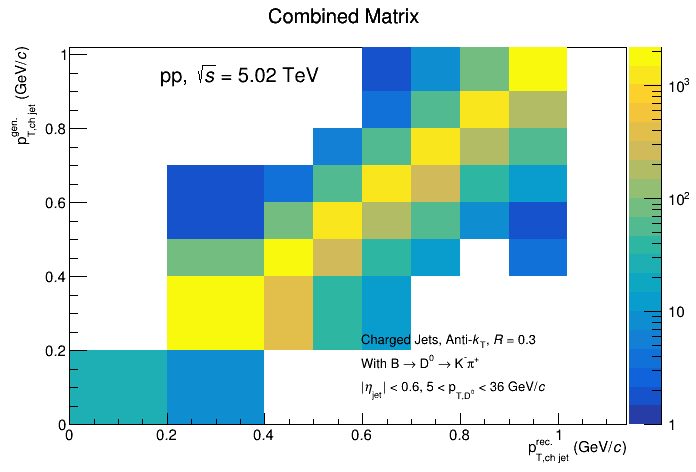 Combined Matrix
p^gen._T,ch jet (GeV/c)
1
0.8
0.6
0.4
0.2
0
pp, √s = 5.02 TeV
Charged Jets, Anti-k_T, R = 0.3
With B → D⁰ → K⁻π⁺
|η_jet| < 0.6, 5 < p_T,D⁰ < 36 GeV/c
0 0.2 0.4 0.6 0.8 1
p^rec._T,ch jet (GeV/c)
10³
10²
10
1